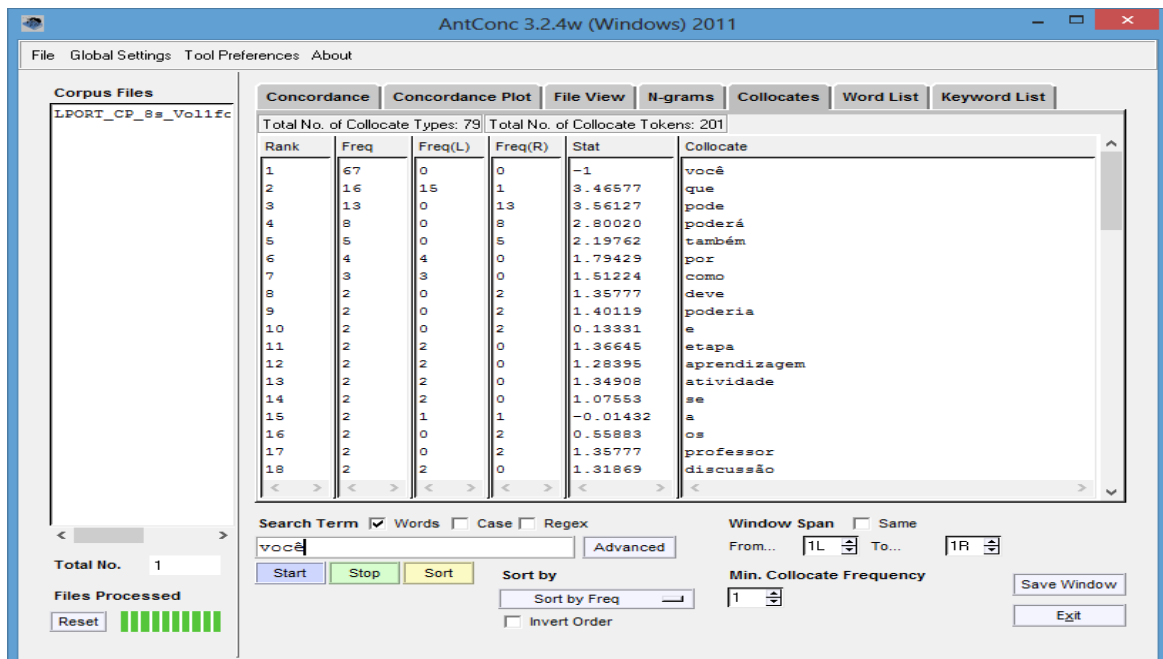 AntConc 3.2.4w (Windows) 2011
File Global Settings Tool Preferences About
Corpus Files
LPORT_CP_8s_Vol1fc
Concordance Concordance Plot File View N-grams Collocates Word List Keyword List
Total No. of Collocate Types: 79 Total No. of Collocate Tokens: 201
Rank Freq Freq(L) Freq(R) Stat Collocate
1 67 0 0 -1 você
2 16 15 1 3.46577 que
3 13 0 13 3.56127 pode
4 8 0 8 2.80020 poderá
5 5 0 5 2.19762 também
6 4 4 0 1.79429 por
7 3 3 0 1.51224 como
8 2 0 2 1.35777 deve
9 2 0 2 1.40119 poderia
10 2 0 2 0.13331 e
11 2 2 0 1.36645 etapa
12 2 2 0 1.28395 aprendizagem
13 2 2 0 1.34908 atividade
14 2 2 0 1.07553 se
15 2 1 1 -0.01432 a
16 2 0 2 0.55883 os
17 2 0 2 1.35777 professor
18 2 2 0 1.31869 discussão
Search Term Words Case Regex
você Advanced
Start Stop Sort
Sort by
Sort by Freq
Invert Order
Window Span Same
From... 1L To... 1R
Min. Collocate Frequency
1
Save Window
Exit
Total No. 1
Files Processed
Reset